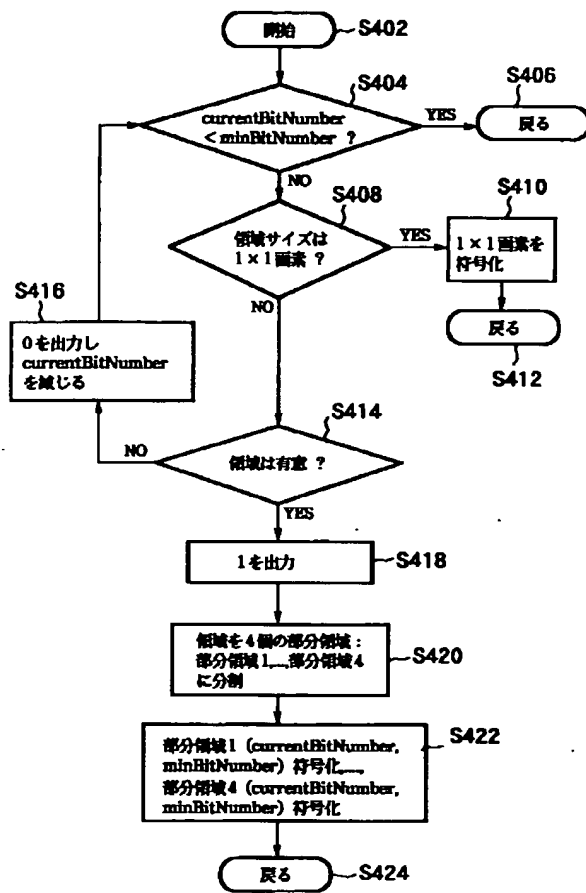 開始
S402
S404
currentBitNumber
< minBitNumber ?
YES
S406
戻る
NO
S408
領域サイズは
1×1画素 ?
YES
S410
1×1画素を
符号化
戻る
S412
NO
S416
0を出力し
currentBitNumber
を減じる
S414
領域は有意 ?
NO
YES
1を出力
S418
領域を4個の部分領域:
部分領域1,...,部分領域4
に分割
S420
部分領域1 (currentBitNumber,
minBitNumber) 符号化,...,
部分領域4 (currentBitNumber,
minBitNumber) 符号化
S422
戻る
S424